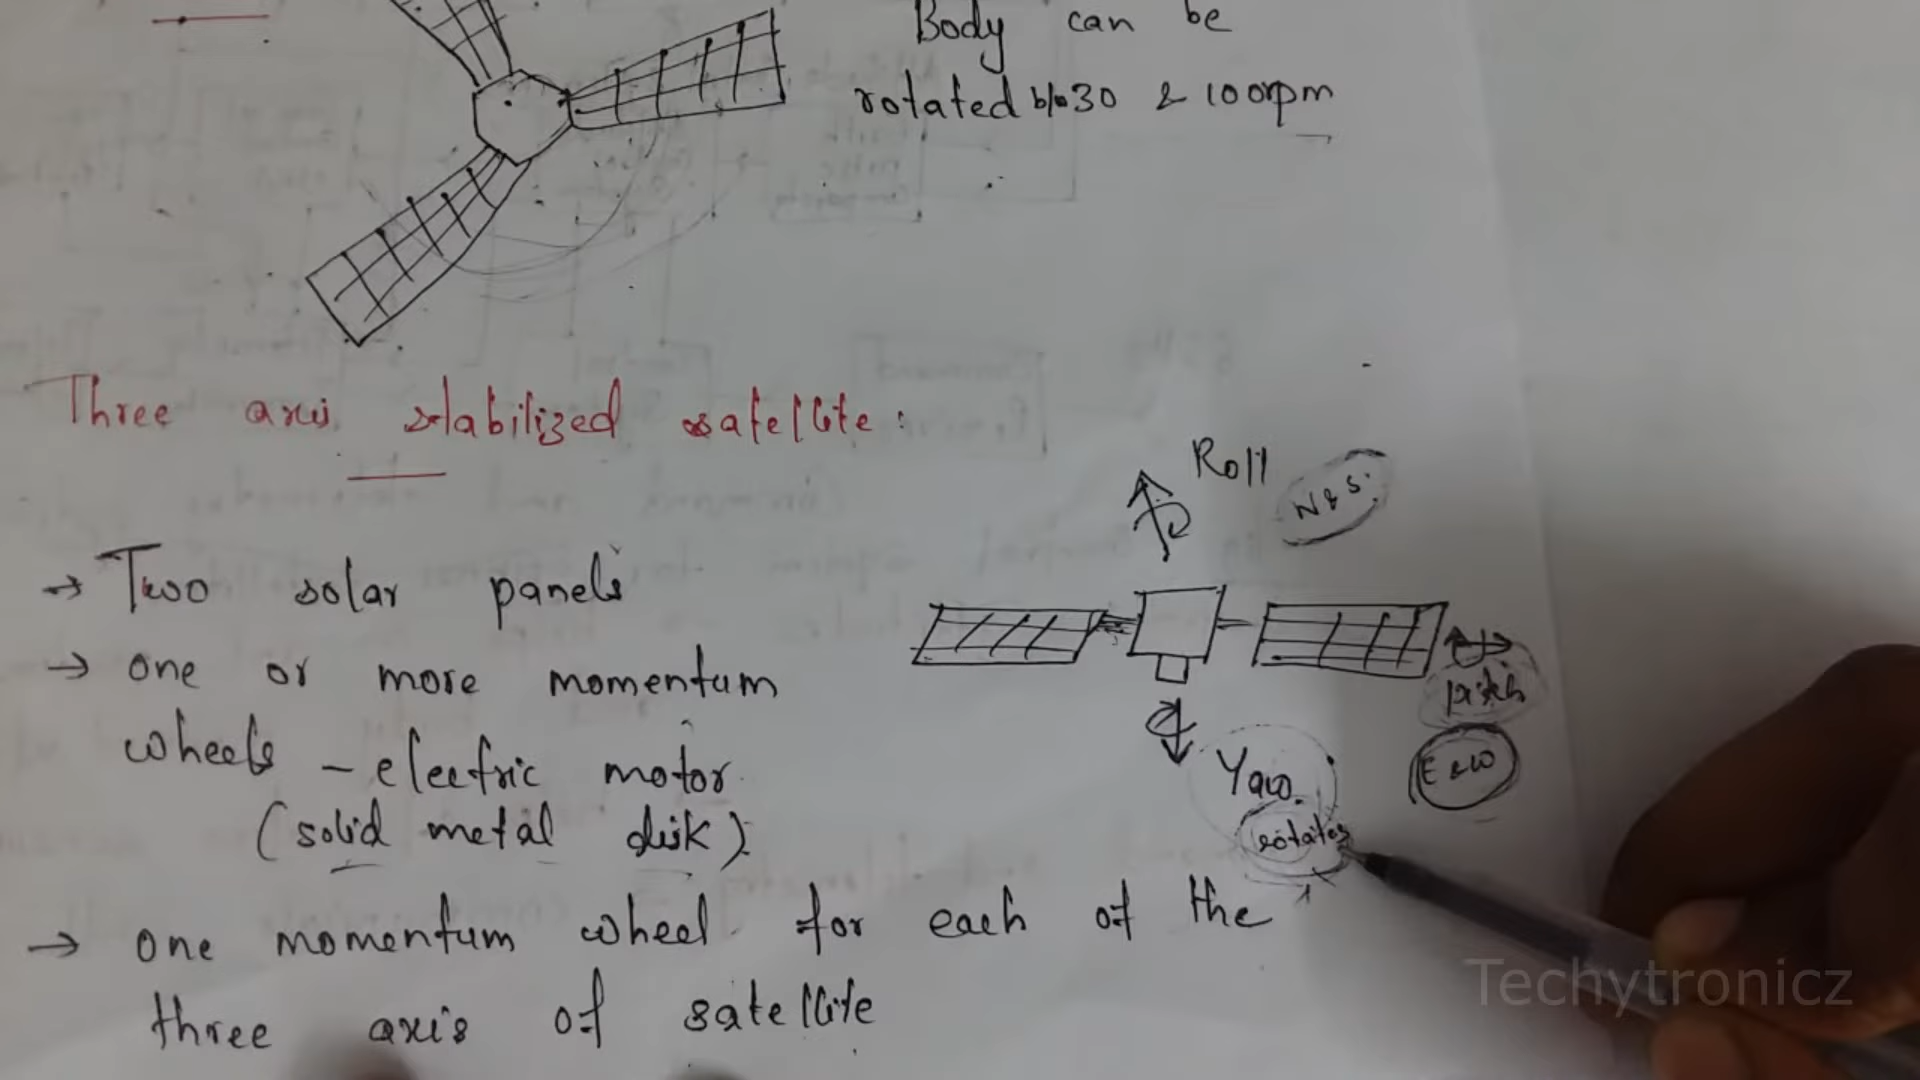 Body can be
rotated b/w 30 & 100rpm
Three axis stabilized satellite:
Roll
N & S.
→ Two solar panels
→ one or more momentum
wheels - electric motor
(solid metal disk)
pitch
E & W
Yaw.
rotates
→ one momentum wheel for each of the
three axis of satellite
Techytronicz